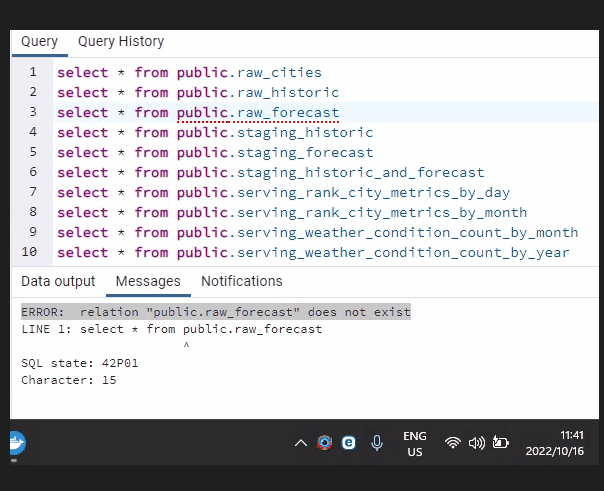 Query Query History
1 select * from public.raw_cities
2 select * from public.raw_historic
3 select * from public.raw_forecast
4 select * from public.staging_historic
5 select * from public.staging_forecast
6 select * from public.staging_historic_and_forecast
7 select * from public.serving_rank_city_metrics_by_day
8 select * from public.serving_rank_city_metrics_by_month
9 select * from public.serving_weather_condition_count_by_month
10 select * from public.serving_weather_condition_count_by_year
Data output Messages Notifications
ERROR:  relation "public.raw_forecast" does not exist
LINE 1: select * from public.raw_forecast
^
SQL state: 42P01
Character: 15
ENG
US
11:41
2022/10/16